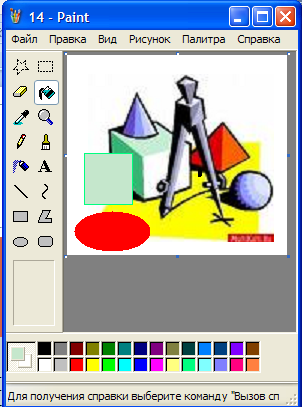 14 - Paint
Файл Правка Вид Рисунок Палитра Справка
A
Для получения справки выберите команду "Вызов сп